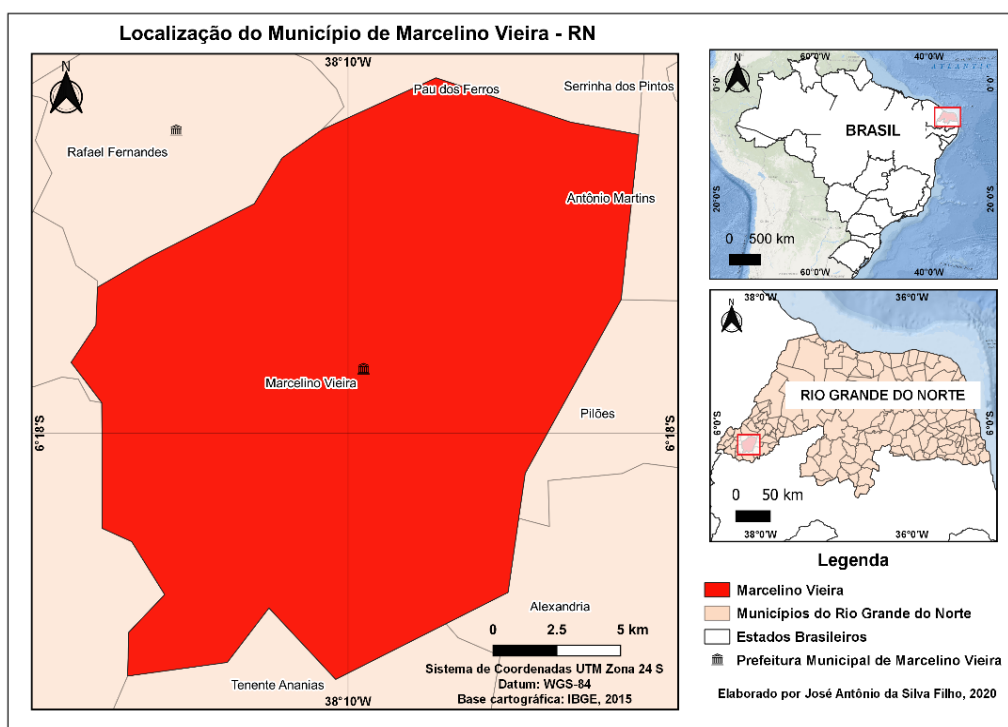 Localização do Município de Marcelino Vieira - RN
38°10'W
N
Pau dos Ferros
Serrinha dos Pintos
Rafael Fernandes
Antônio Martins
Marcelino Vieira
Pilões
6°18'S
6°18'S
Alexandria
0 2.5 5 km
Sistema de Coordenadas UTM Zona 24 S
Datum: WGS-84
Base cartográfica: IBGE, 2015
Tenente Ananias
38°10'W
60°0'W
40°0'W
N
ATLANTIC
0°0'
0°0'
BRASIL
20°0'S
20°0'S
0 500 km
60°0'W
40°0'W
38°0'W
36°0'W
N
RIO GRANDE DO NORTE
6°0'S
6°0'S
0 50 km
38°0'W
36°0'W
Legenda
Marcelino Vieira
Municípios do Rio Grande do Norte
Estados Brasileiros
Prefeitura Municipal de Marcelino Vieira
Elaborado por José Antônio da Silva Filho, 2020